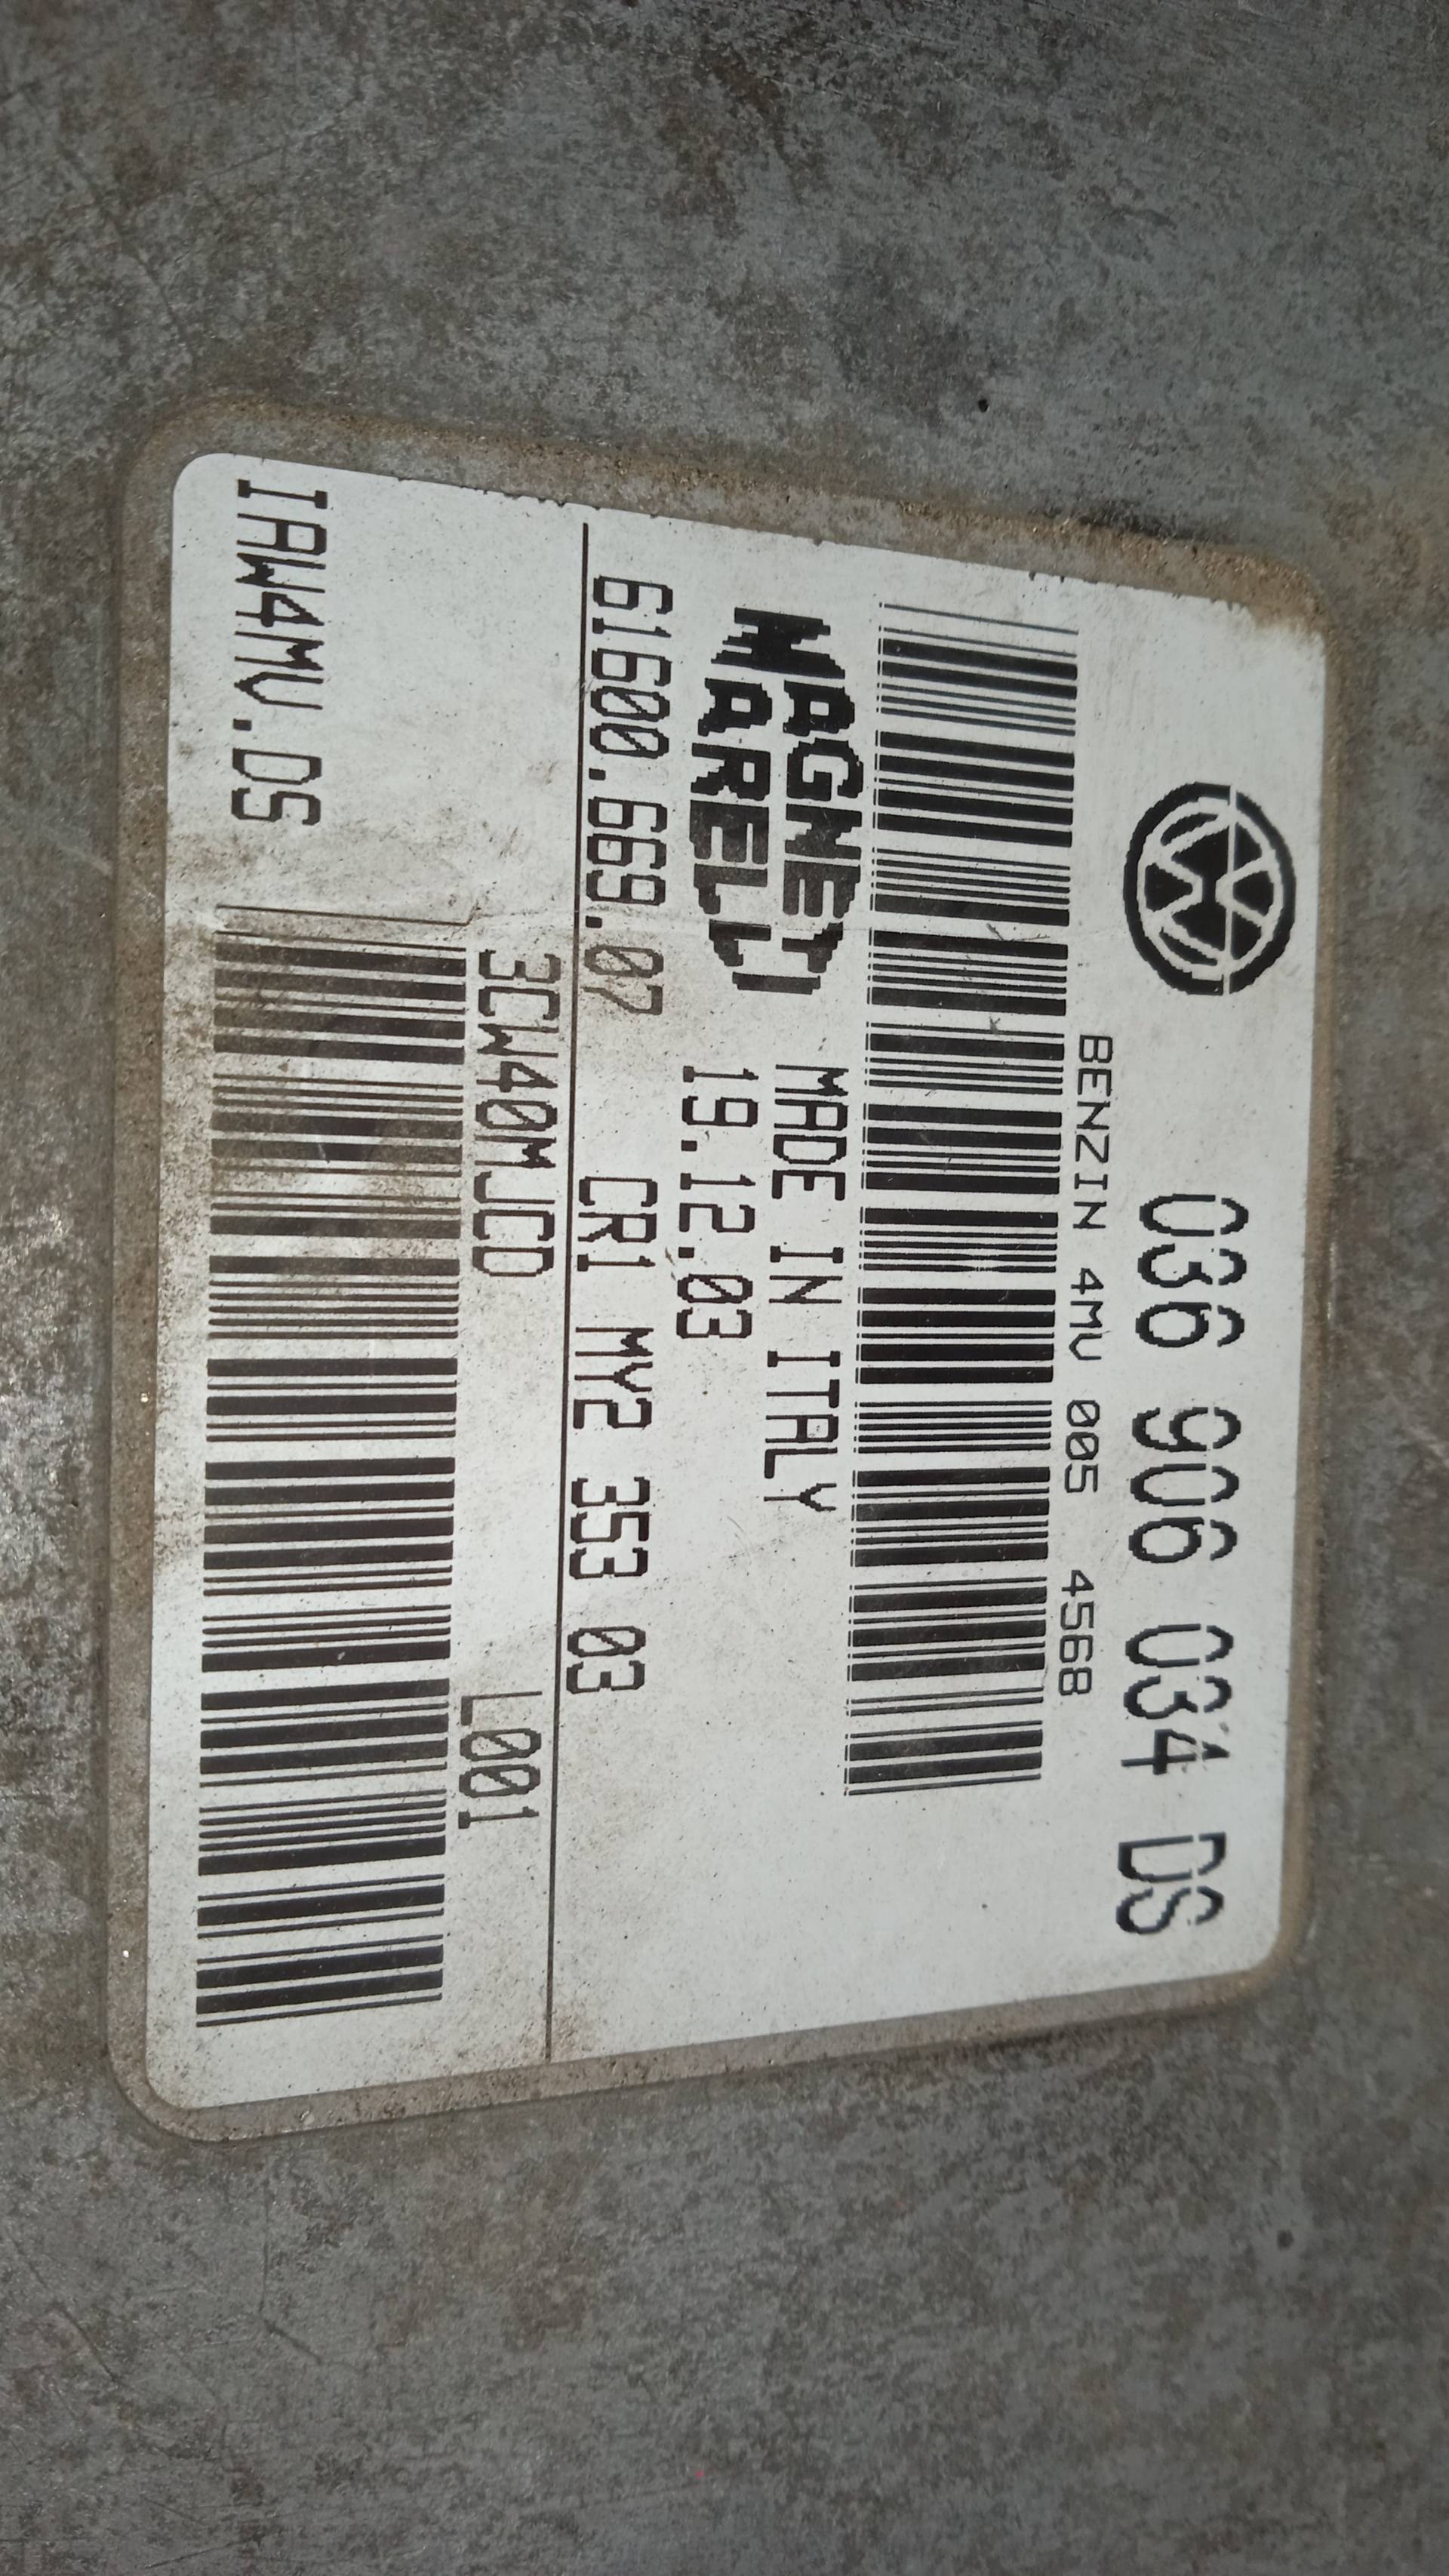 036 906 034 DS
BENZIN 4MV 005 4568
MAGNETI
MARELLI
MADE IN ITALY
19.12.03
61600.669.07 CR1 MY2 353 03
3CW40MJCD L001
IAW4MV.DS